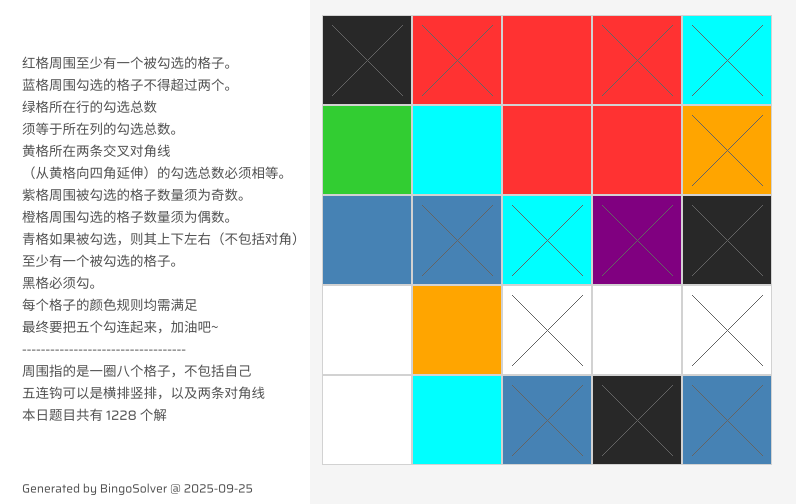 红格周围至少有一个被勾选的格子。
蓝格周围勾选的格子不得超过两个。
绿格所在行的勾选总数
须等于所在列的勾选总数。
黄格所在两条交叉对角线
（从黄格向四角延伸）的勾选总数必须相等。
紫格周围被勾选的格子数量须为奇数。
橙格周围勾选的格子数量须为偶数。
青格如果被勾选，则其上下左右（不包括对角）
至少有一个被勾选的格子。
黑格必须勾。
每个格子的颜色规则均需满足
最终要把五个勾连起来，加油吧~
-----------------------------------
周围指的是一圈八个格子，不包括自己
五连钩可以是横排竖排，以及两条对角线
本日题目共有 1228 个解
Generated by BingoSolver @ 2025-09-25